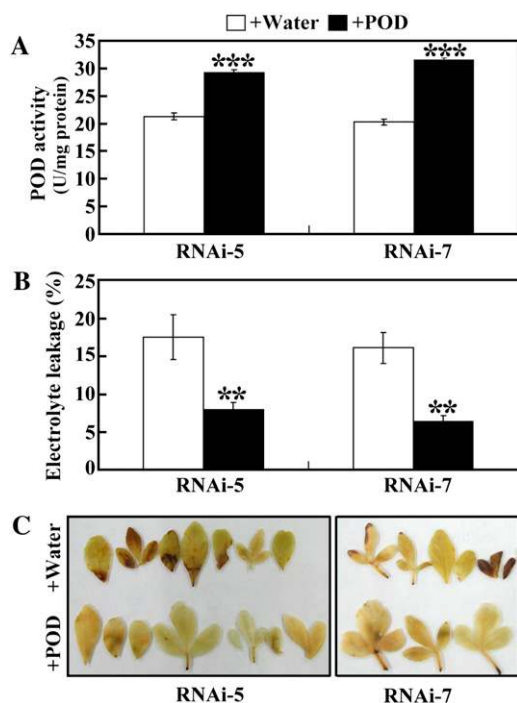 +Water +POD
A
POD activity
(U/mg protein)
35
30
25
20
15
10
5
0
*** ***
RNAi-5 RNAi-7
B
Electrolyte leakage (%)
25
20
15
10
5
0
** **
RNAi-5 RNAi-7
C
+Water
+POD
RNAi-5 RNAi-7